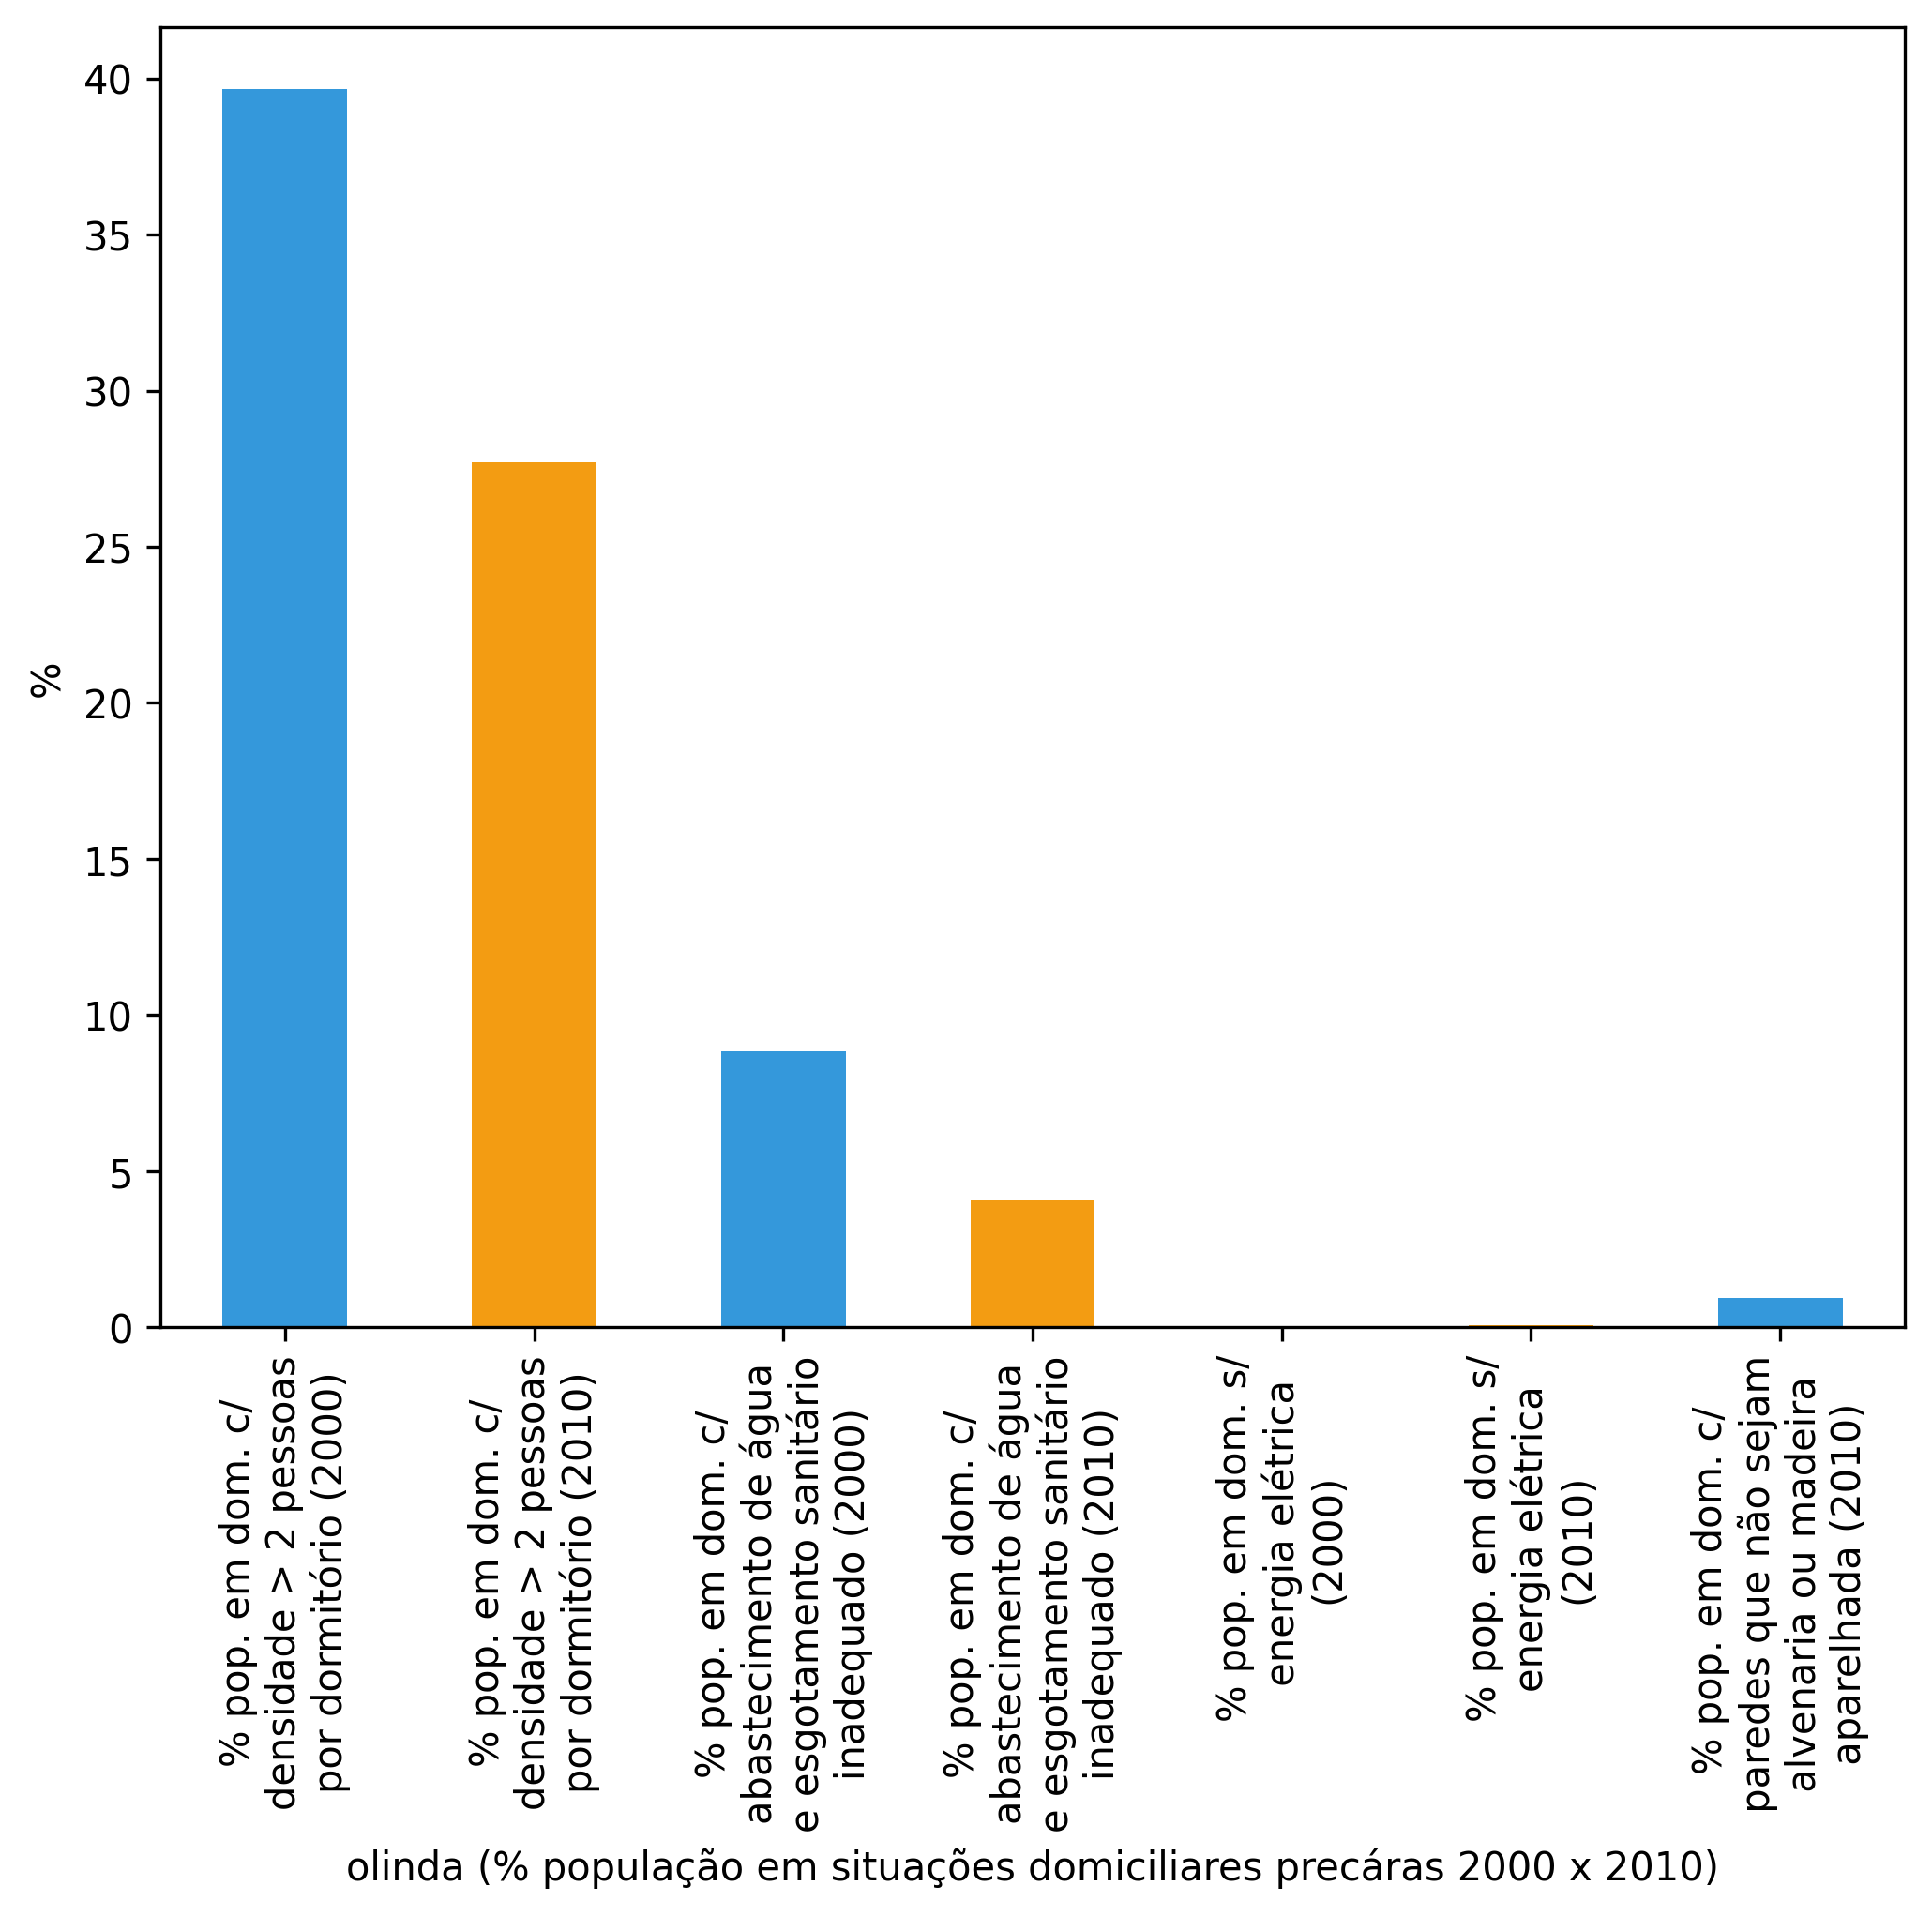 40
35
30
25
20
15
10
5
0
%
% pop. em dom. c/
densidade > 2 pessoas
por dormitório (2000)
% pop. em dom. c/
densidade > 2 pessoas
por dormitório (2010)
% pop. em dom. c/
abastecimento de água
e esgotamento sanitário
inadequado (2000)
% pop. em dom. c/
abastecimento de água
e esgotamento sanitário
inadequado (2010)
% pop. em dom. s/
energia elétrica
(2000)
% pop. em dom. s/
energia elétrica
(2010)
% pop. em dom. c/
paredes que não sejam
alvenaria ou madeira
aparelhada (2010)
olinda (% população em situações domiciliares precáras 2000 x 2010)